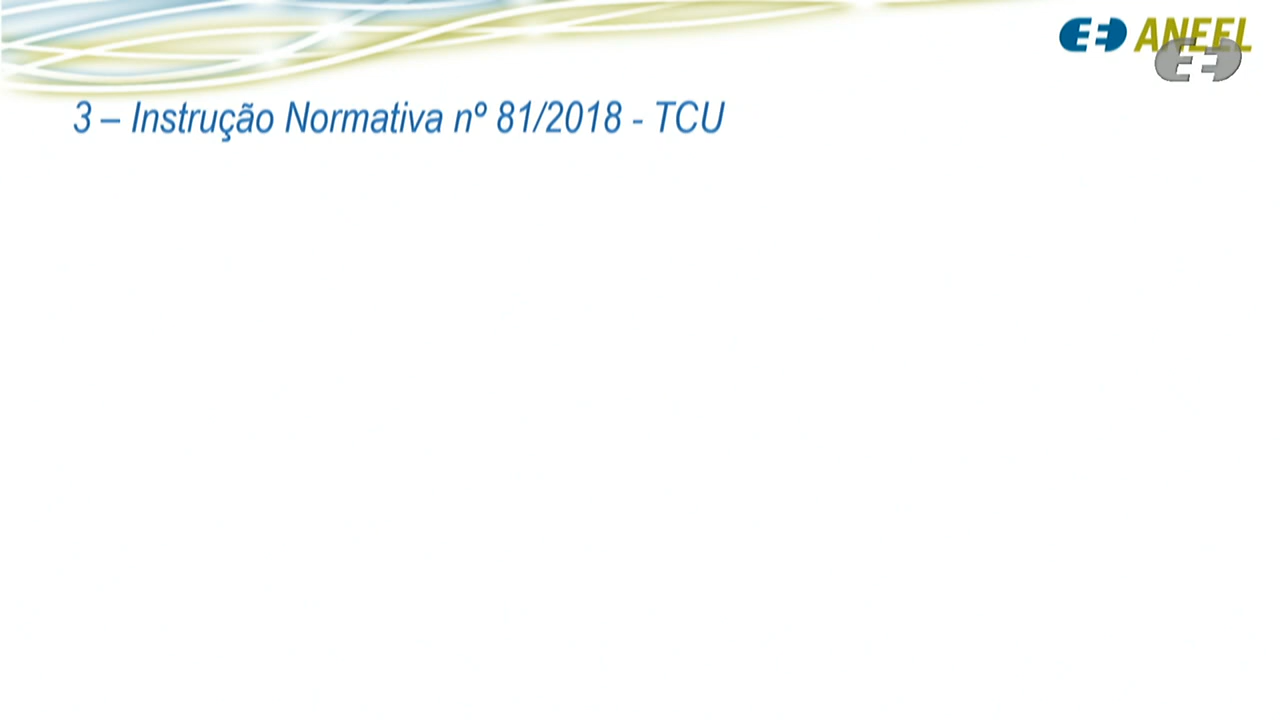 ANEEL
3 – Instrução Normativa nº 81/2018 - TCU